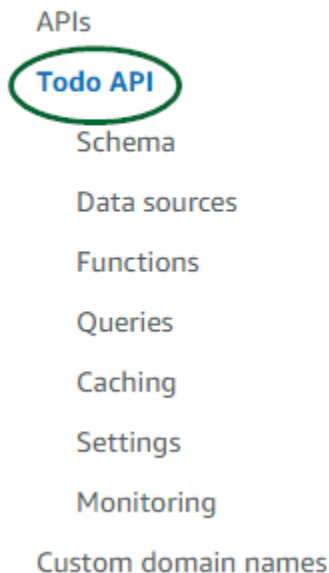 APIs
Todo API
Schema
Data sources
Functions
Queries
Caching
Settings
Monitoring
Custom domain names